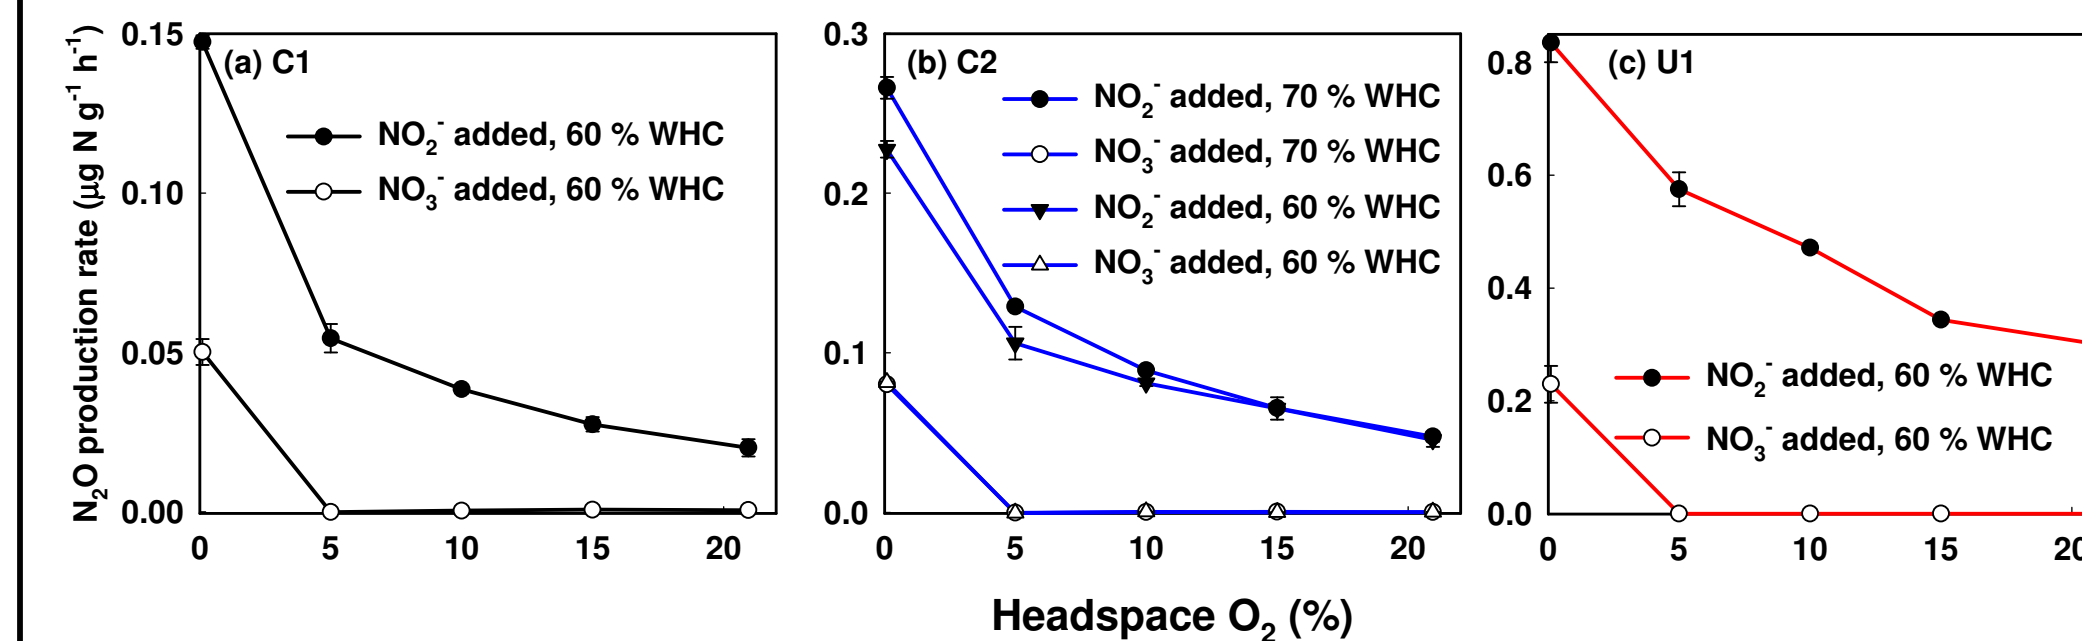 N₂O production rate (µg N g⁻¹ h⁻¹)
0.15
0.10
0.05
0.00
(a) C1
NO₂⁻ added, 60 % WHC
NO₃⁻ added, 60 % WHC
0 5 10 15 20
0.3
0.2
0.1
0.0
(b) C2
NO₂⁻ added, 70 % WHC
NO₃⁻ added, 70 % WHC
NO₂⁻ added, 60 % WHC
NO₃⁻ added, 60 % WHC
0 5 10 15 20
0.8
0.6
0.4
0.2
0.0
(c) U1
NO₂⁻ added, 60 % WHC
NO₃⁻ added, 60 % WHC
0 5 10 15 20
Headspace O₂ (%)